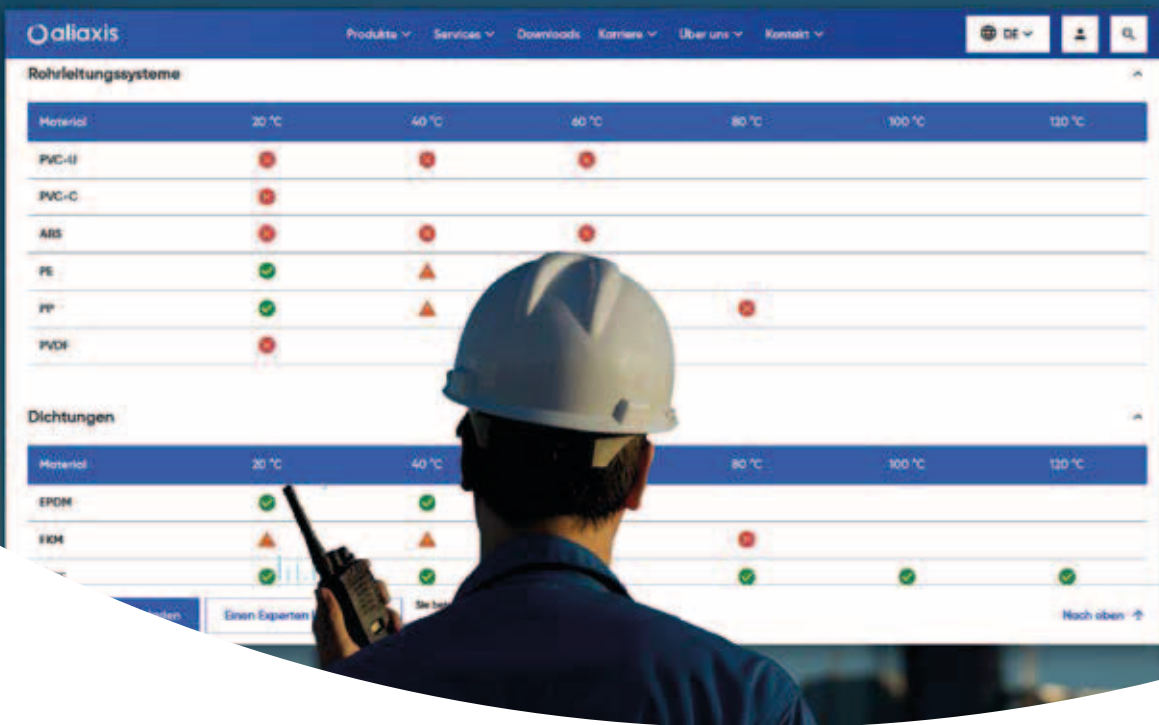 aliaxis Produkte Services Downloads Karriere Über uns Kontakt DE
Rohrleitungssysteme
Material 20 °C 40 °C 60 °C 80 °C 100 °C 120 °C
PVC-U
PVC-C
ABS
PE
PP
PVDF
Dichtungen
Material 20 °C 40 °C 80 °C 100 °C 120 °C
EPDM
FKM
Einen Experten
Nach oben